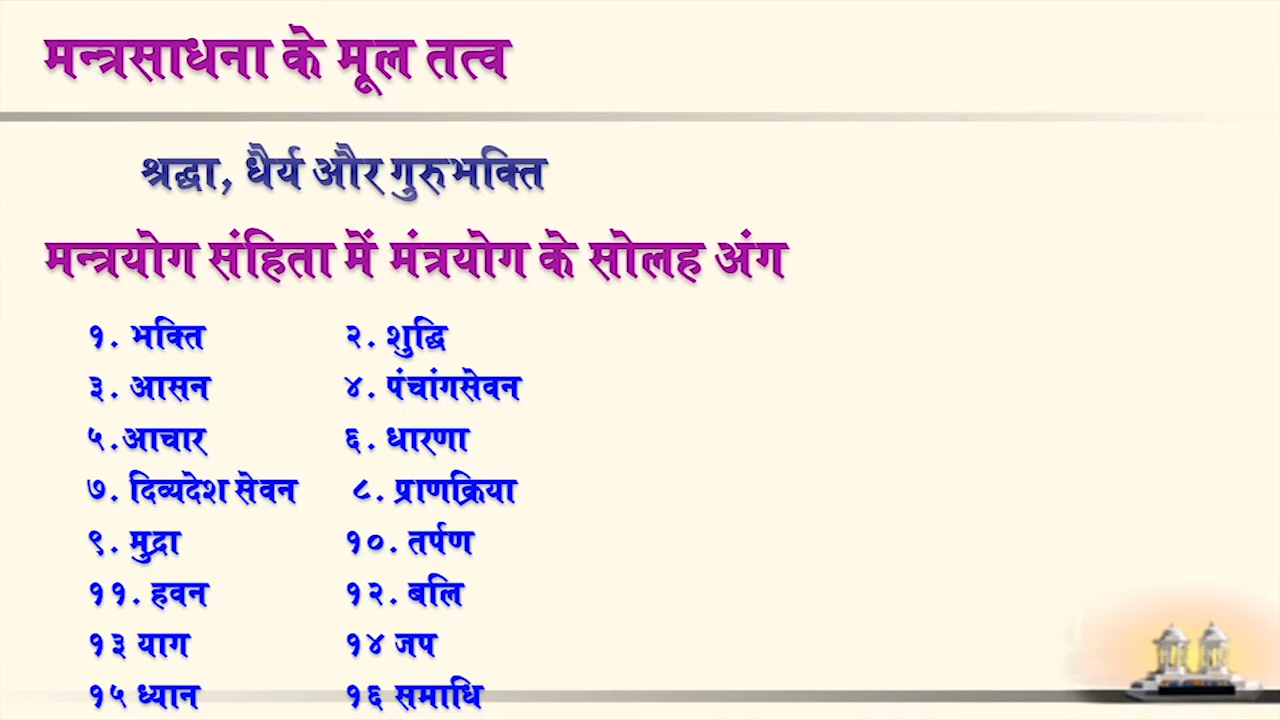 मन्त्रसाधना के मूल तत्व
श्रद्धा, धैर्य और गुरुभक्ति
मन्त्रयोग संहिता में मंत्रयोग के सोलह अंग
१. भक्ति २. शुद्धि
३. आसन ४. पंचांगसेवन
५.आचार ६. धारणा
७. दिव्यदेश सेवन ८. प्राणक्रिया
९. मुद्रा १०. तर्पण
११. हवन १२. बलि
१३ याग १४ जप
१५ ध्यान १६ समाधि